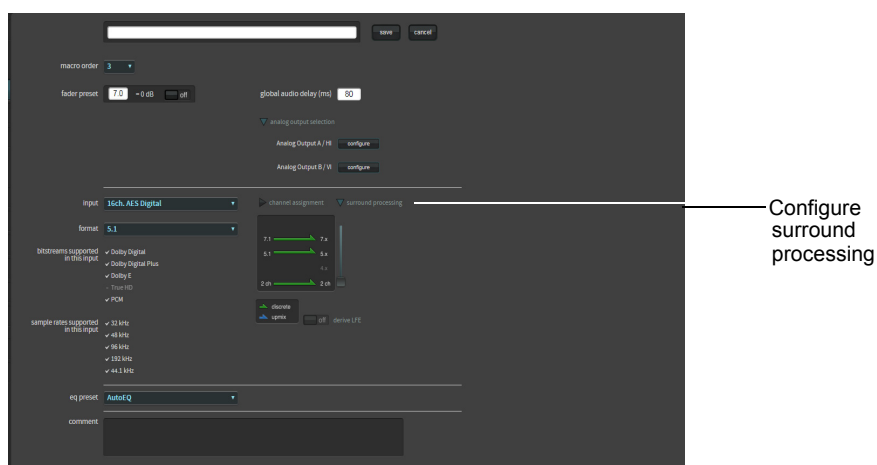 save cancel
macro order 3
fader preset 7.0 = 0 dB off global audio delay (ms) 80
analog output selection
Analog Output A / HI configure
Analog Output B / VI configure
input 16ch. AES Digital channel assignment surround processing
Configure
surround
processing
format 5.1
7.1 7.x
5.1 5.x
4.x
2 ch 2 ch
bitstreams supported
in this input
✓ Dolby Digital
✓ Dolby Digital Plus
✓ Dolby E
- True HD
✓ PCM
discrete
upmix off derive LFE
sample rates supported
in this input
✓ 32 kHz
✓ 48 kHz
✓ 96 kHz
✓ 192 kHz
✓ 44.1 kHz
eq preset AutoEQ
comment